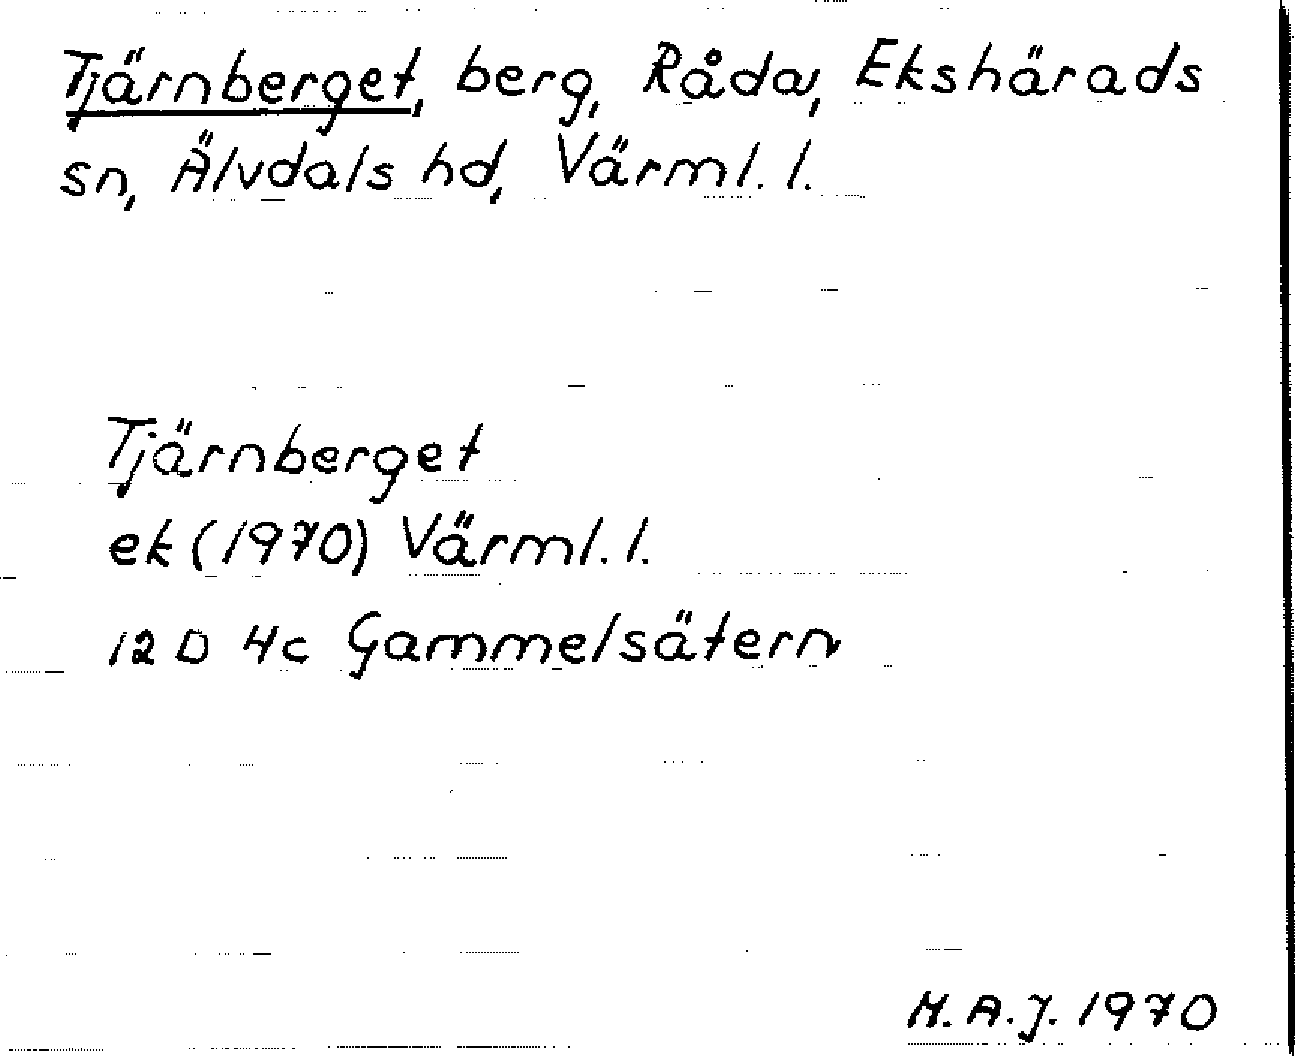 Tjärnberget, berg, Råda, Ekshärads
sn, Älvdals hd, Värml. l.
Tjärnberget
ek (1970) Värml. l.
12 D 4c Gammelsätern
M. A. J. 1970